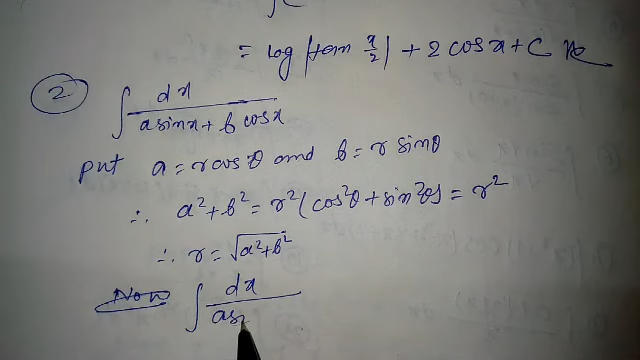 = log |tan x/2| + 2 cos x + C
2 ∫ dx / a sin x + b cos x
put a = r cos θ and b = r sin θ
∴ a² + b² = r² (cos²θ + sin²θ) = r²
∴ r = √a² + b²
Now ∫ dx / asi